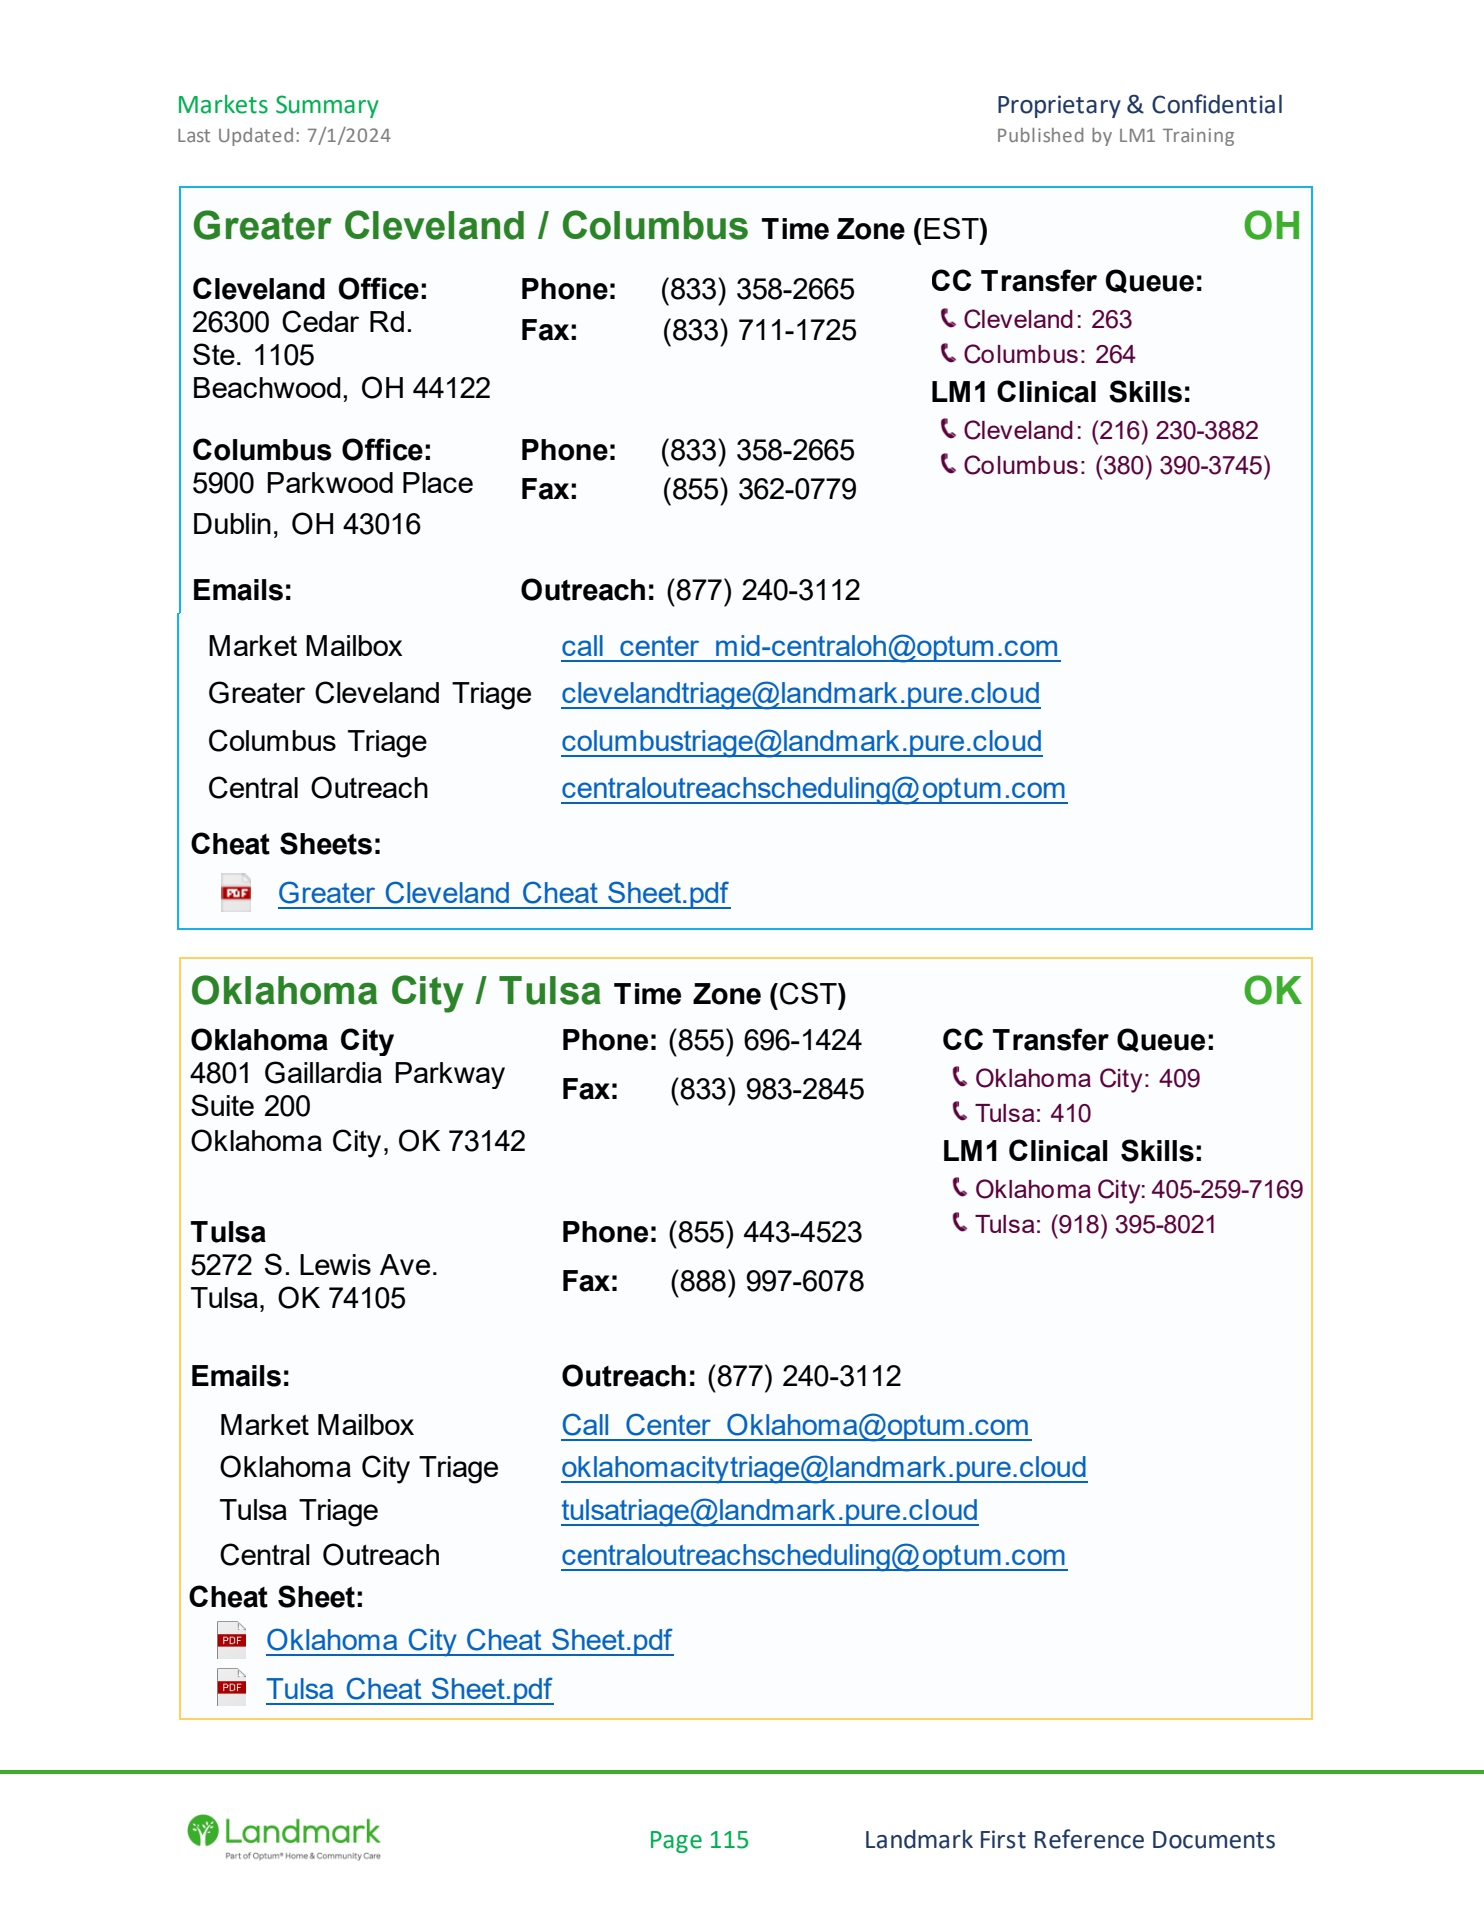 Markets Summary
Proprietary & Confidential
Last Updated: 7/1/2024
Published by LM1 Training
Greater Cleveland / Columbus Time Zone (EST)
OH
Cleveland Office:
26300 Cedar Rd.
Ste. 1105
Beachwood, OH 44122
Phone: (833) 358-2665
Fax: (833) 711-1725
CC Transfer Queue:
Cleveland: 263
Columbus: 264
LM1 Clinical Skills:
Cleveland: (216) 230-3882
Columbus: (380) 390-3745)
Columbus Office:
5900 Parkwood Place
Dublin, OH 43016
Phone: (833) 358-2665
Fax: (855) 362-0779
Emails:
Outreach: (877) 240-3112
Market Mailbox call_center_mid-centraloh@optum.com
Greater Cleveland Triage clevelandtriage@landmark.pure.cloud
Columbus Triage columbustriage@landmark.pure.cloud
Central Outreach centraloutreachscheduling@optum.com
Cheat Sheets:
PDF Greater Cleveland Cheat Sheet.pdf
Oklahoma City / Tulsa Time Zone (CST)
OK
Oklahoma City
4801 Gaillardia Parkway
Suite 200
Oklahoma City, OK 73142
Phone: (855) 696-1424
Fax: (833) 983-2845
CC Transfer Queue:
Oklahoma City: 409
Tulsa: 410
LM1 Clinical Skills:
Oklahoma City: 405-259-7169
Tulsa: (918) 395-8021
Tulsa
5272 S. Lewis Ave.
Tulsa, OK 74105
Phone: (855) 443-4523
Fax: (888) 997-6078
Emails:
Outreach: (877) 240-3112
Market Mailbox Call_Center_Oklahoma@optum.com
Oklahoma City Triage oklahomacitytriage@landmark.pure.cloud
Tulsa Triage tulsatriage@landmark.pure.cloud
Central Outreach centraloutreachscheduling@optum.com
Cheat Sheet:
PDF Oklahoma City Cheat Sheet.pdf
PDF Tulsa Cheat Sheet.pdf
Landmark
Part of Optum® Home & Community Care
Page 115
Landmark First Reference Documents